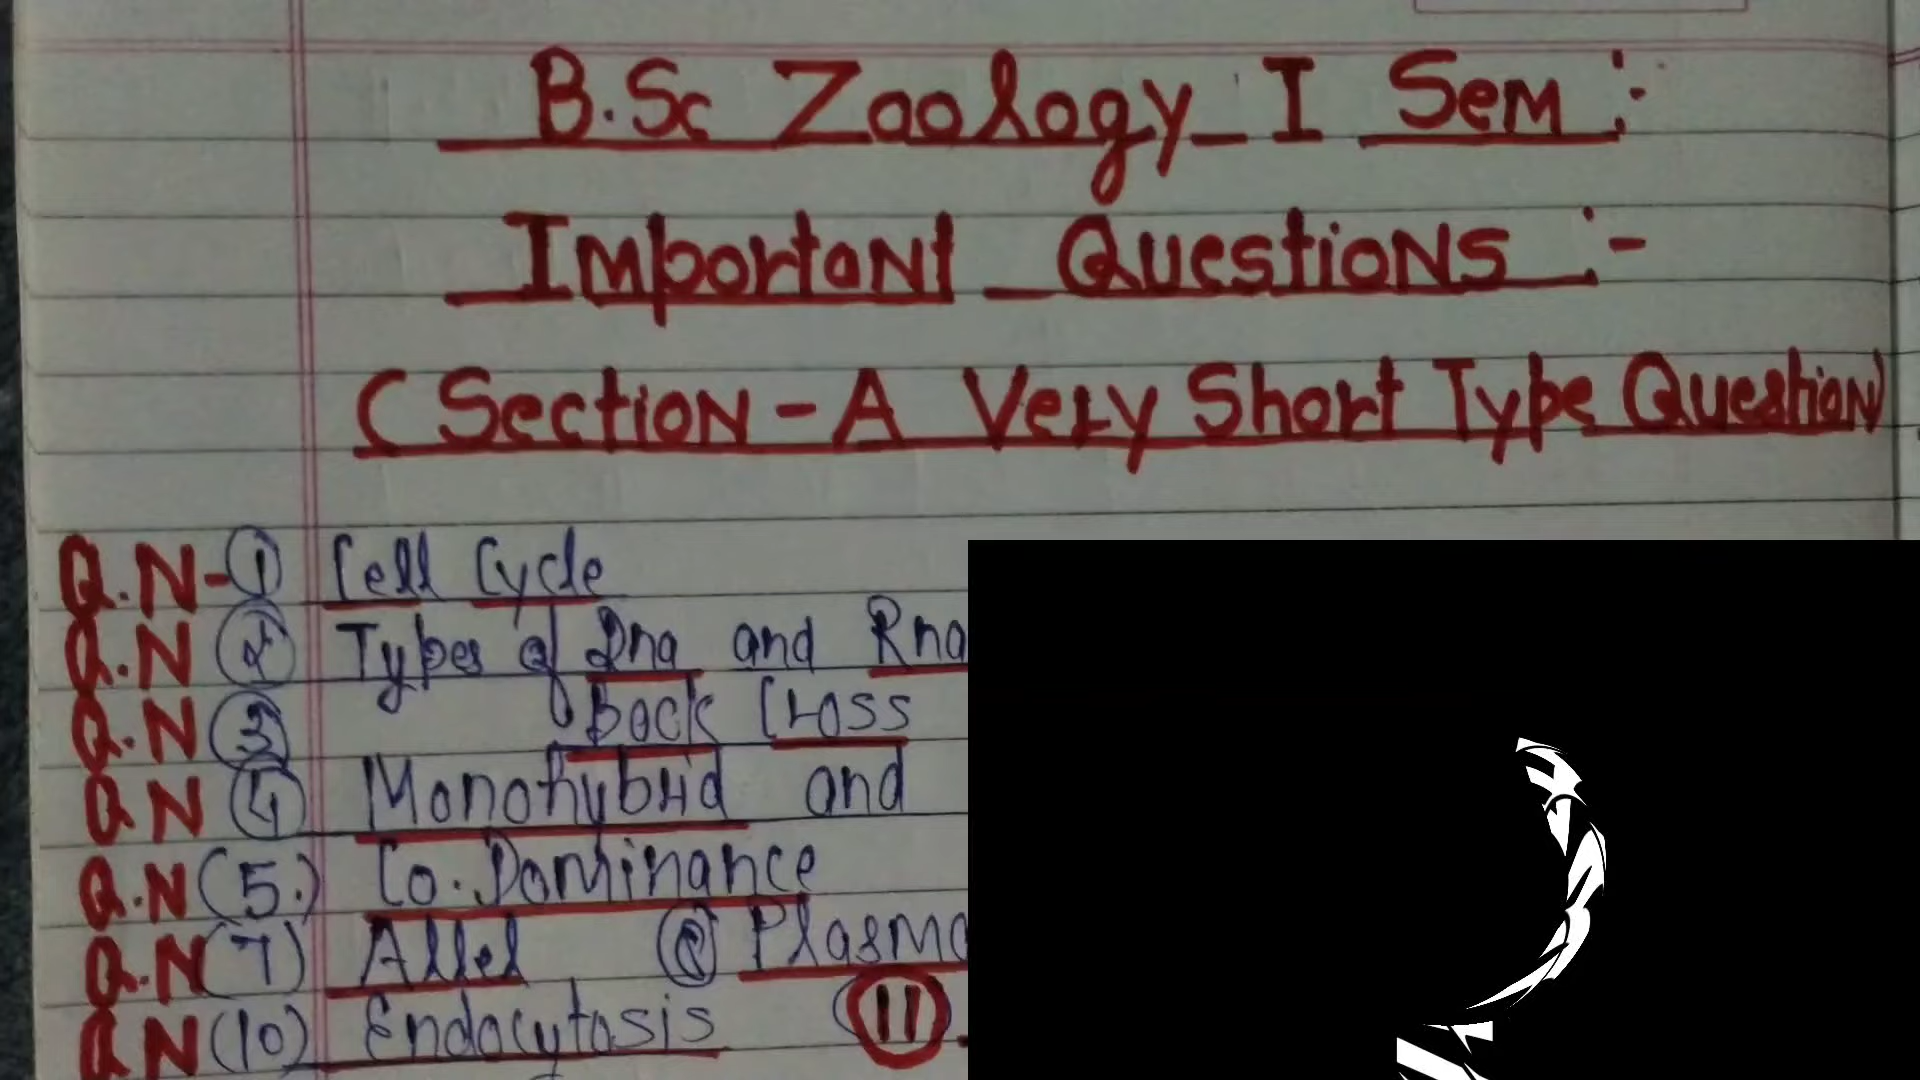 B.Sc Zoology I Sem :-
Important Questions :-
(Section - A Very Short Type Question)
Q.N-1 Cell Cycle
Q.N 2 Types of Dna and Rna
Q.N 3 Back Cross
Q.N 4 Monohybrid and
Q.N (5.) Co. Dominance
Q.N (7) Allel 8 Plasma
Q.N (10) Endocytosis (11).